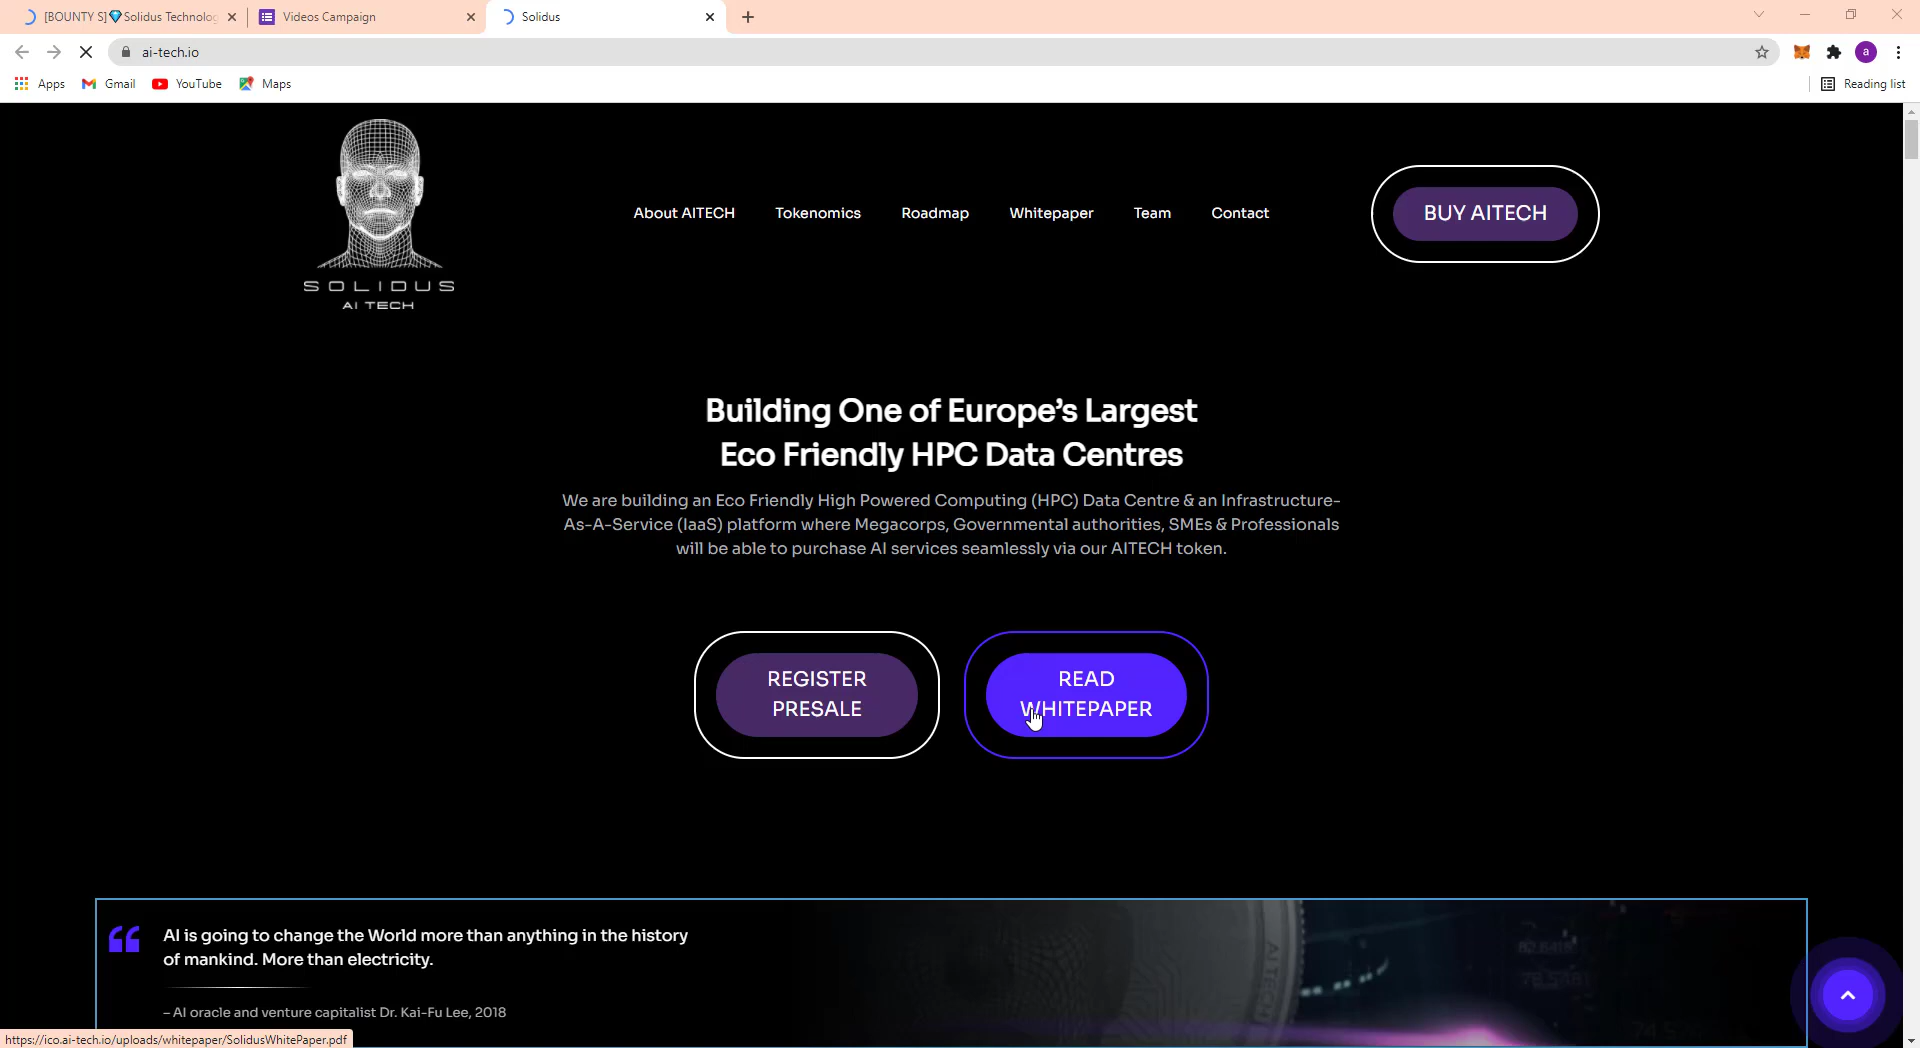 [BOUNTY S]💎Solidus Technolog
Videos Campaign
Solidus
ai-tech.io
a
Apps
Gmail
YouTube
Maps
Reading list
SOLIDUS
AI TECH
About AITECH
Tokenomics
Roadmap
Whitepaper
Team
Contact
BUY AITECH
Building One of Europe’s Largest
Eco Friendly HPC Data Centres
We are building an Eco Friendly High Powered Computing (HPC) Data Centre & an Infrastructure-
As-A-Service (IaaS) platform where Megacorps, Governmental authorities, SMEs & Professionals
will be able to purchase AI services seamlessly via our AITECH token.
REGISTER
PRESALE
READ
WHITEPAPER
AI is going to change the World more than anything in the history
of mankind. More than electricity.
– AI oracle and venture capitalist Dr. Kai-Fu Lee, 2018
AITECH
https://ico.ai-tech.io/uploads/whitepaper/SolidusWhitePaper.pdf